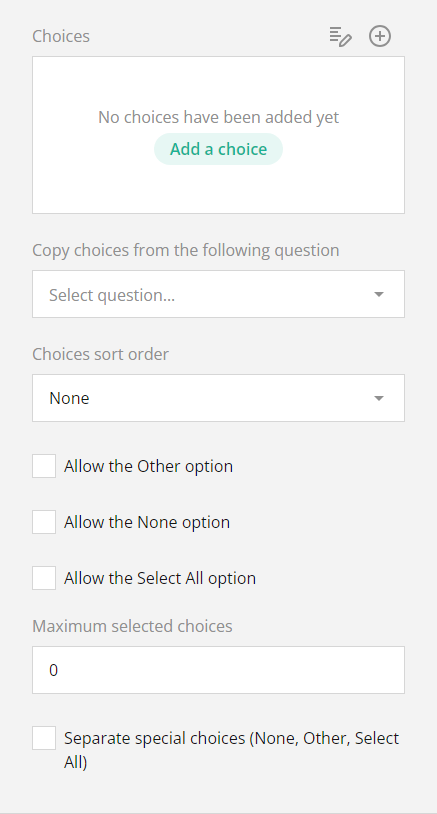 Choices
No choices have been added yet
Add a choice
Copy choices from the following question
Select question...
Choices sort order
None
Allow the Other option
Allow the None option
Allow the Select All option
Maximum selected choices
0
Separate special choices (None, Other, Select
All)